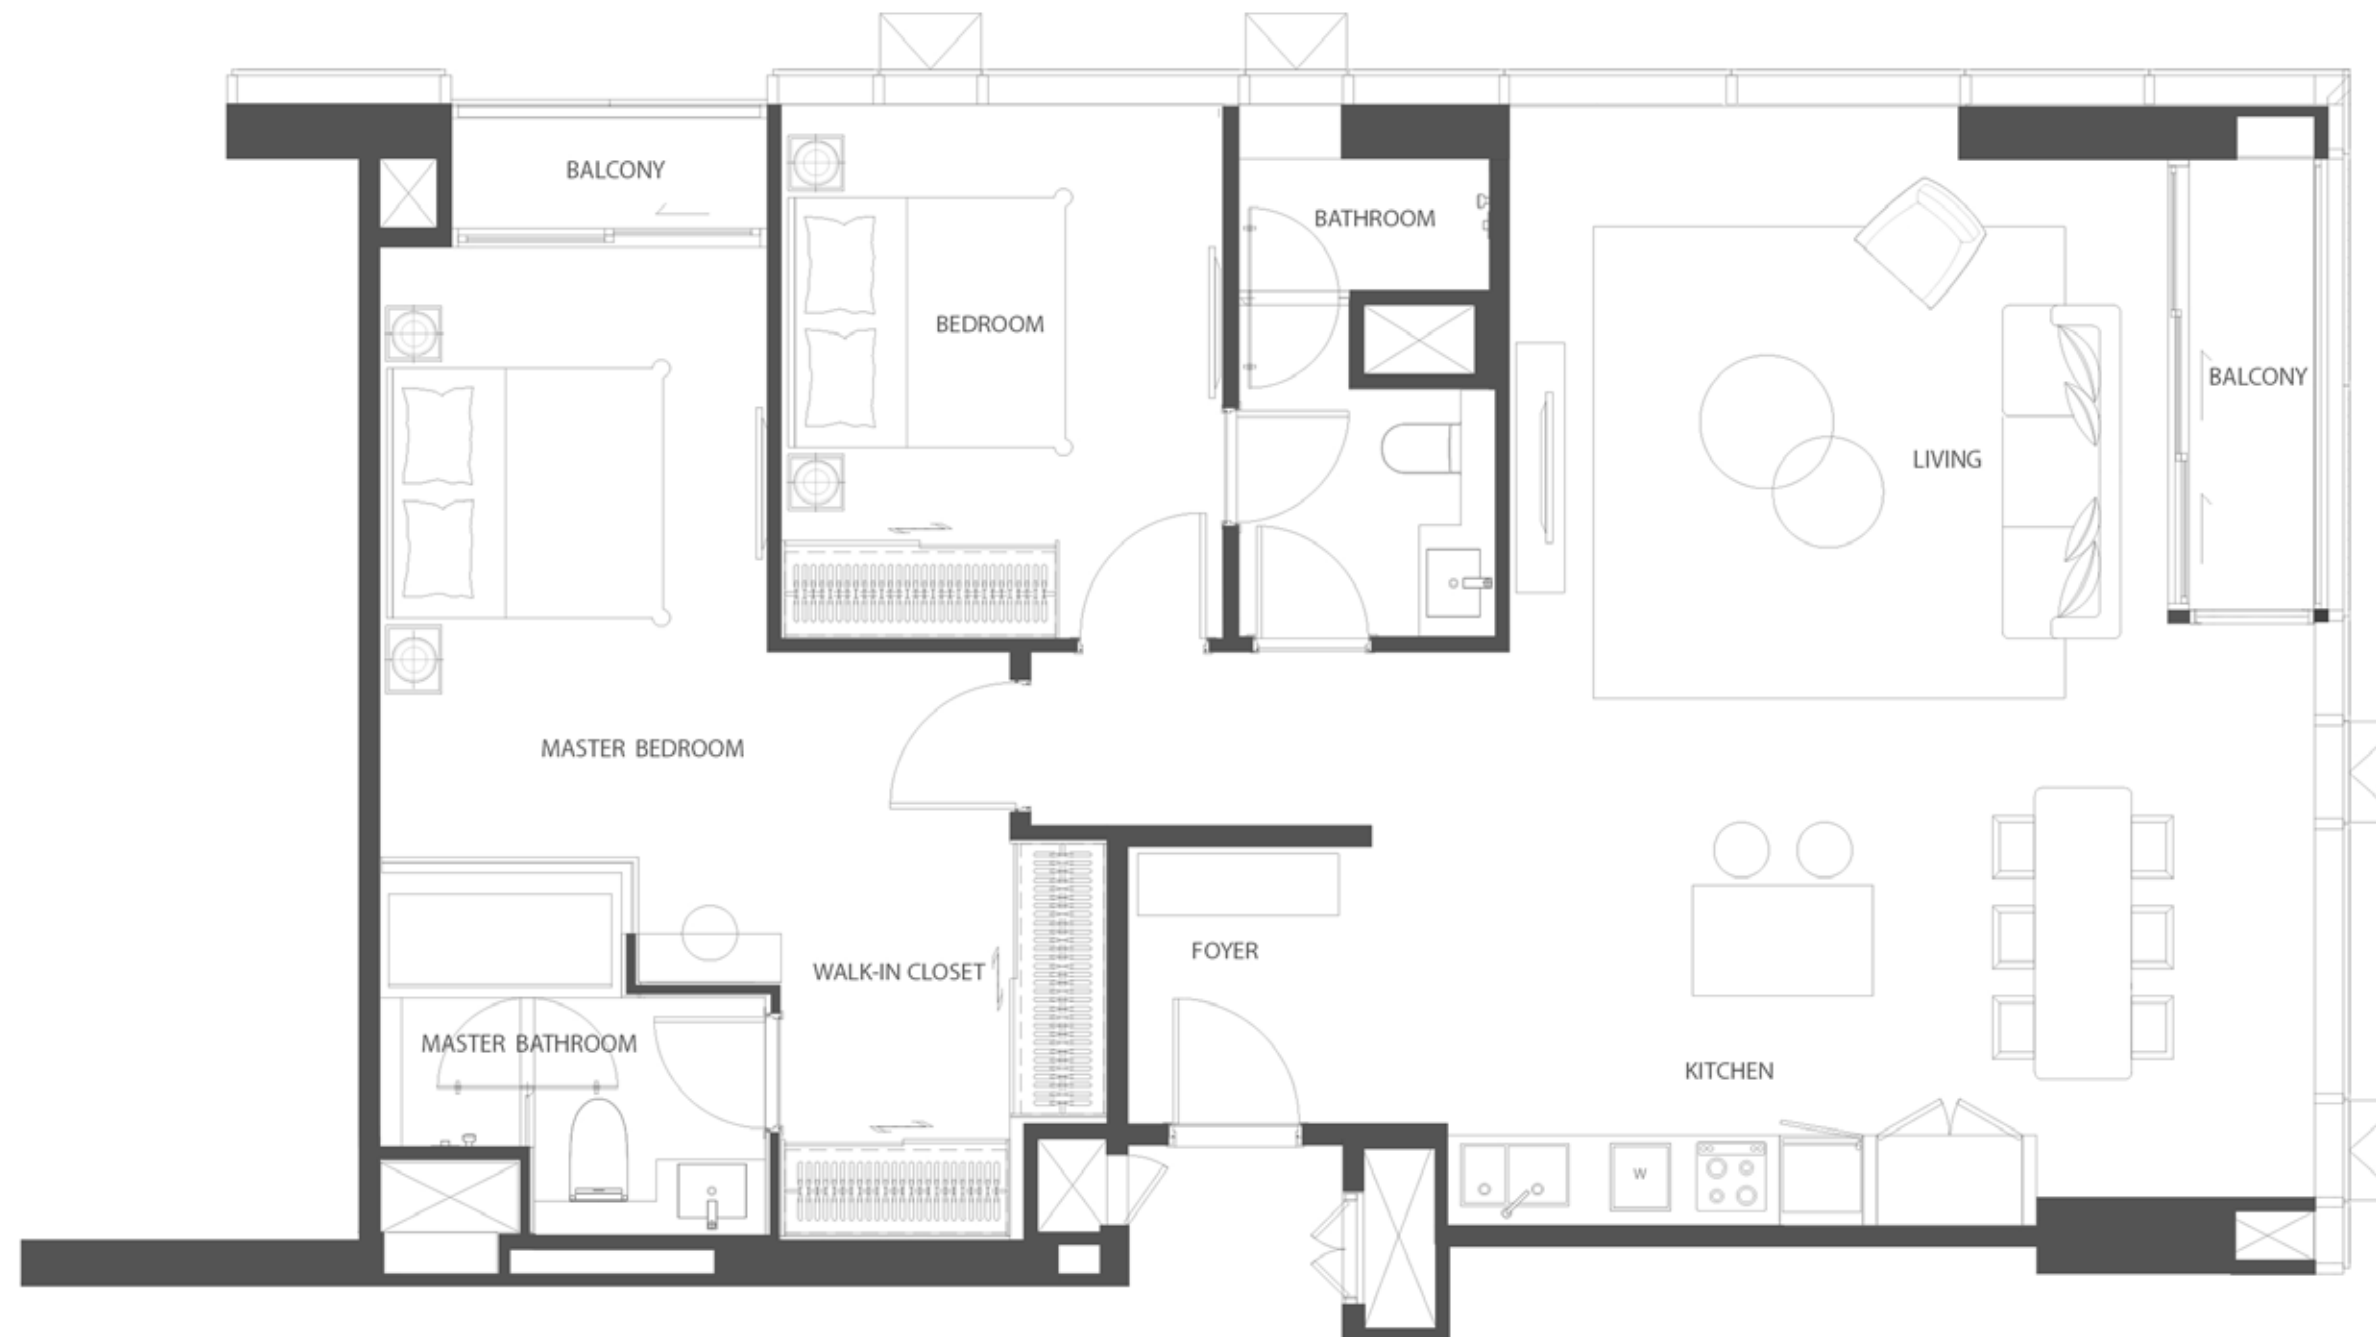 BALCONY
BATHROOM
BEDROOM
BALCONY
LIVING
MASTER BEDROOM
FOYER
WALK-IN CLOSET
MASTER BATHROOM
KITCHEN
W